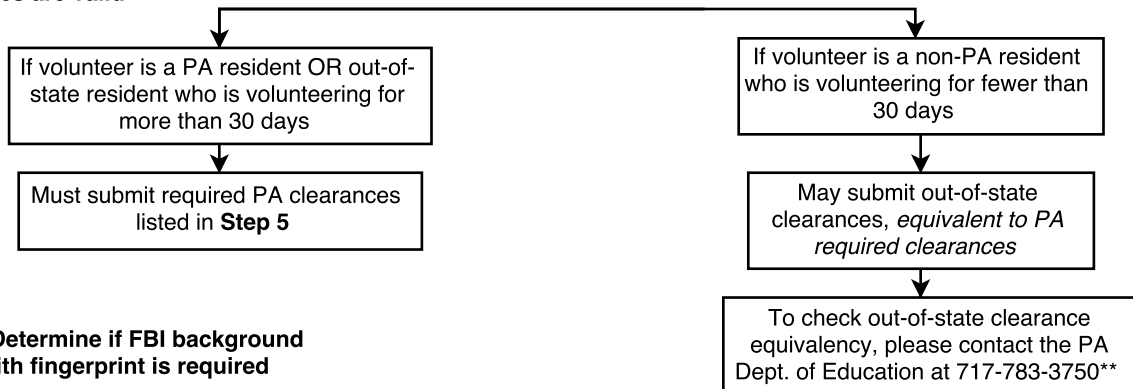 If volunteer is a PA resident OR out-of-
state resident who is volunteering for
more than 30 days
If volunteer is a non-PA resident
who is volunteering for fewer than
30 days
Must submit required PA clearances
listed in Step 5
May submit out-of-state
clearances, equivalent to PA
required clearances
To check out-of-state clearance
equivalency, please contact the PA
Dept. of Education at 717-783-3750**
Determine if FBI background
fingerprint is required